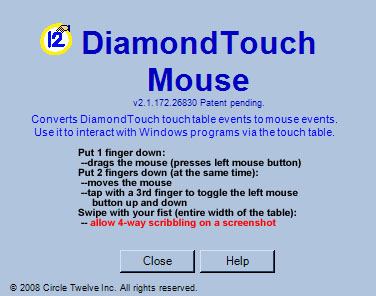 12
DiamondTouch
Mouse
v2.1.172.26830 Patent pending.
Converts DiamondTouch touch table events to mouse events.
Use it to interact with Windows programs via the touch table.
Put 1 finger down:
--drags the mouse (presses left mouse button)
Put 2 fingers down (at the same time):
--moves the mouse
--tap with a 3rd finger to toggle the left mouse
button up and down
Swipe with your fist (entire width of the table):
-- allow 4-way scribbling on a screenshot
Close
Help
© 2008 Circle Twelve Inc. All rights reserved.